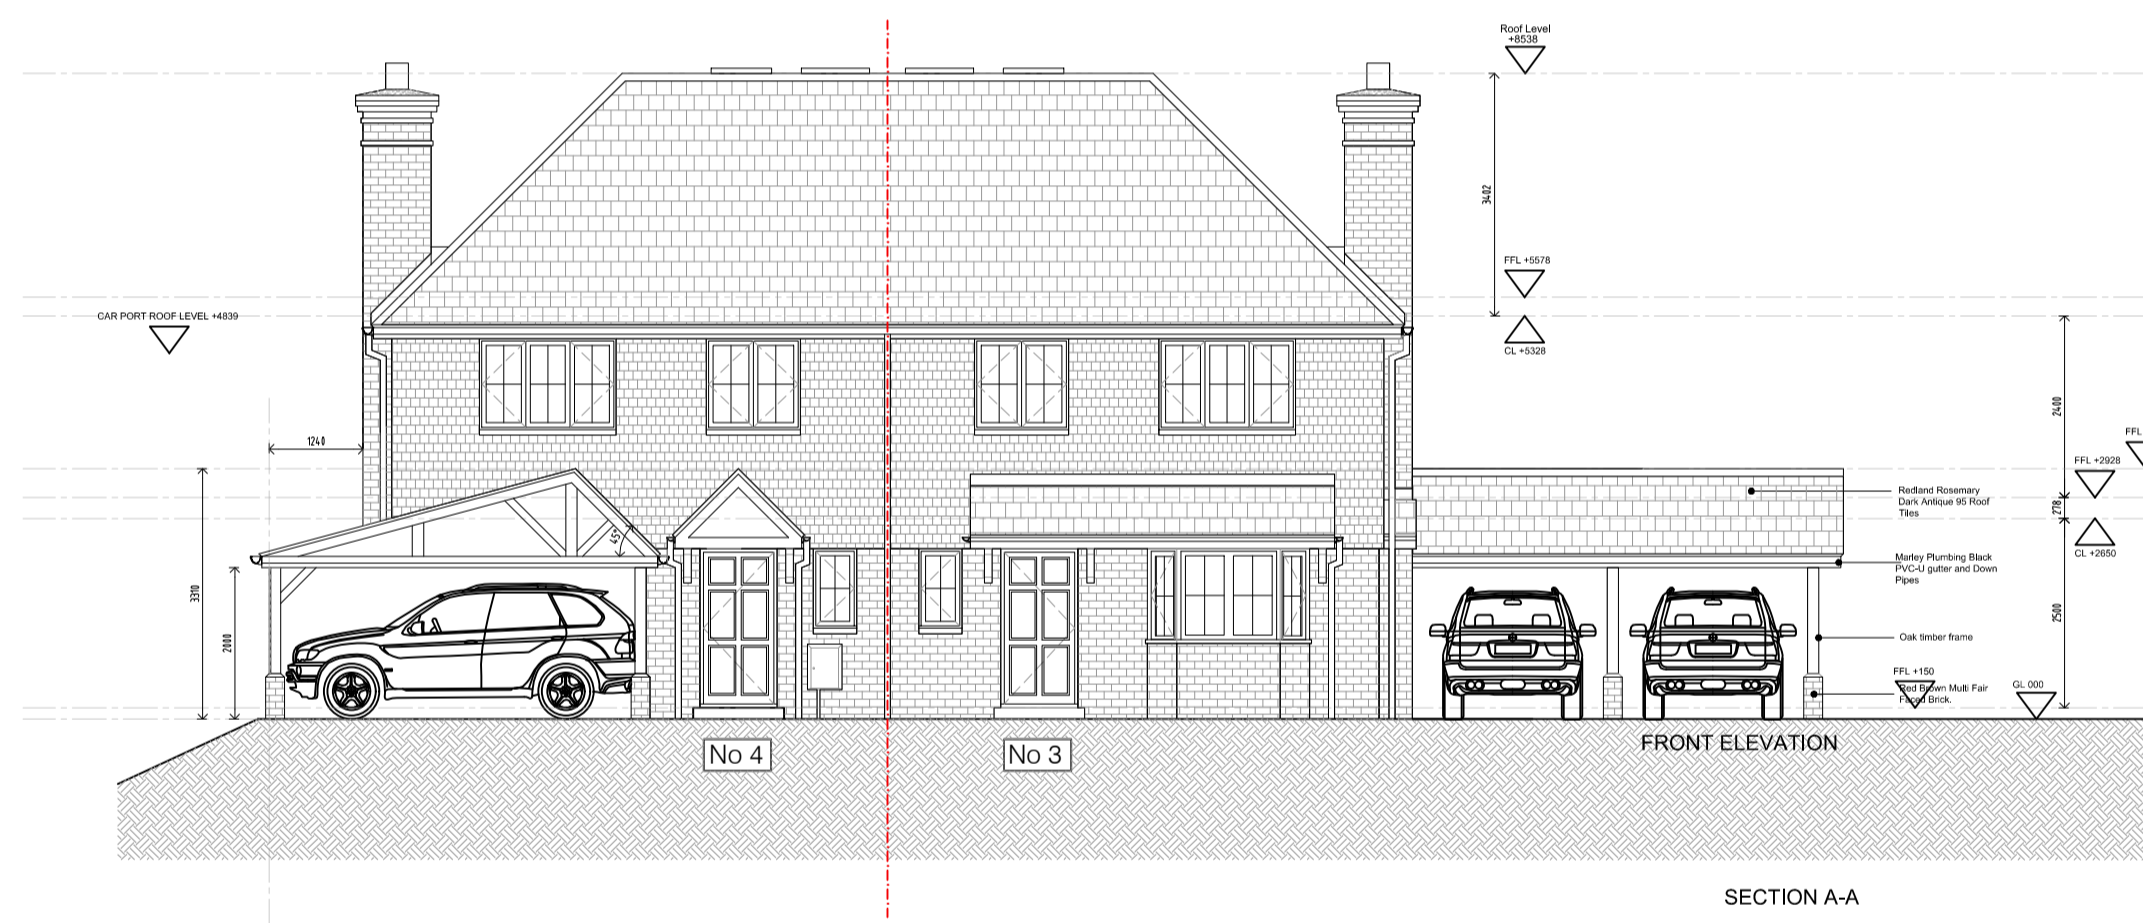 Roof Level
+8538
3402
FFL +5578
CAR PORT ROOF LEVEL +4839
CL +5328
2400
1240
FFL
FFL +2928
Redland Rosemary
Dark Antique 95 Roof
Tiles
278
45°
CL +2650
Marley Plumbing Black
PVC-U gutter and Down
Pipes
3310
2000
2500
Oak timber frame
FFL +150
Red Brown Multi Fair
Faced Brick.
GL 000
No 4
No 3
FRONT ELEVATION
SECTION A-A